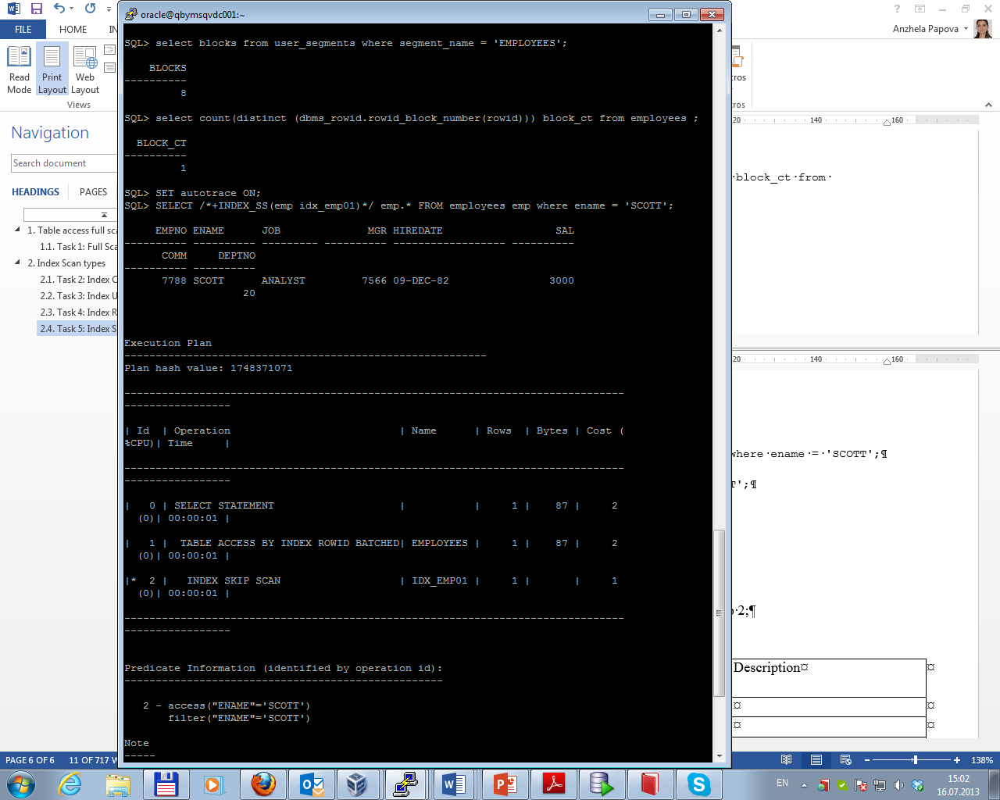 oracle@qbymsqvdc001:~
FILE
HOME
IN
Anzhela Papova
Read Mode
Print Layout
Web Layout
Views
ros
ros
Navigation
Search document
HEADINGS
PAGES
1. Table access full sca
1.1. Task 1: Full Sca
2. Index Scan types
2.1. Task 2: Index C
2.2. Task 3: Index U
2.3. Task 4: Index R
2.4. Task 5: Index S
SQL> select blocks from user_segments where segment_name = 'EMPLOYEES';
BLOCKS
----------
8
SQL> select count(distinct (dbms_rowid.rowid_block_number(rowid))) block_ct from employees ;
BLOCK_CT
----------
1
SQL> SET autotrace ON;
SQL> SELECT /*+INDEX_SS(emp idx_emp01)*/ emp.* FROM employees emp where ename = 'SCOTT';
EMPNO ENAME      JOB              MGR HIREDATE                  SAL
---------- ---------- --------- ---------- ------------------ ----------
COMM     DEPTNO
---------- ----------
7788 SCOTT      ANALYST         7566 09-DEC-82                3000
20
Execution Plan
----------------------------------------------------------
Plan hash value: 1748371071
--------------------------------------------------------------------------------
-----------------
| Id  | Operation                           | Name      | Rows  | Bytes | Cost (
%CPU)| Time     |
--------------------------------------------------------------------------------
-----------------
|   0 | SELECT STATEMENT                    |           |     1 |    87 |     2
(0)| 00:00:01 |
|   1 |  TABLE ACCESS BY INDEX ROWID BATCHED| EMPLOYEES |     1 |    87 |     2
(0)| 00:00:01 |
|*  2 |   INDEX SKIP SCAN                   | IDX_EMP01 |     1 |       |     1
(0)| 00:00:01 |
--------------------------------------------------------------------------------
-----------------
Predicate Information (identified by operation id):
---------------------------------------------------
2 - access("ENAME"='SCOTT')
filter("ENAME"='SCOTT')
Note
-----
20 140 160
block_ct from
20 140 160
where ename = 'SCOTT';¶
T';¶
2;¶
Description¤ ¤
¤ ¤
¤ ¤
PAGE 6 OF 6
11 OF 717 W
138%
EN
15:02
16.07.2013